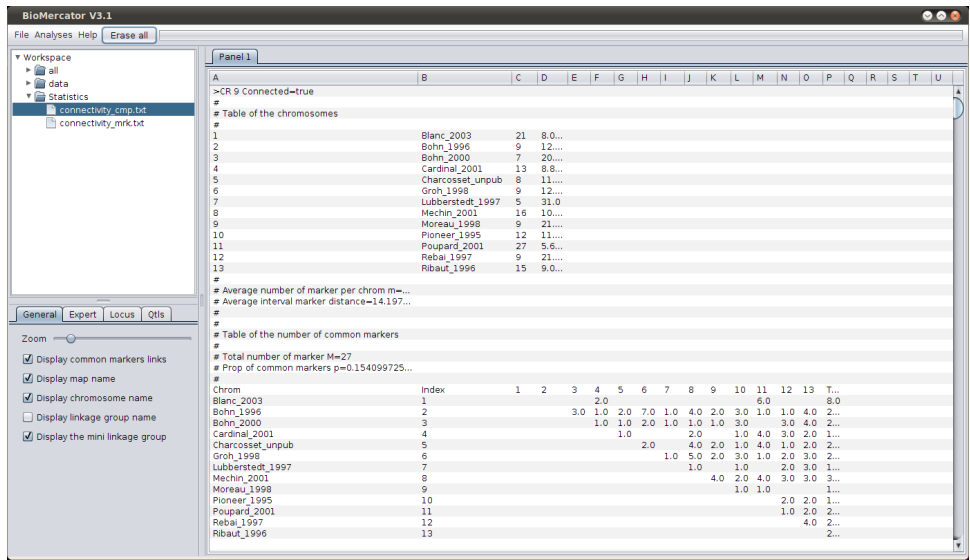 BioMercator V3.1
File Analyses Help Erase all
Workspace
all
data
Statistics
connectivity_cmp.txt
connectivity_mrk.txt
General Expert Locus Qtls
Zoom
Display common markers links
Display map name
Display chromosome name
Display linkage group name
Display the mini linkage group
Panel 1
A B C D E F G H I J K L M N O P Q R S T U
>CR 9 Connected=true
#
# Table of the chromosomes
#
1 Blanc_2003 21 8.0...
2 Bohn_1996 9 12....
3 Bohn_2000 7 20....
4 Cardinal_2001 13 8.8...
5 Charcosset_unpub 8 11....
6 Groh_1998 9 12....
7 Lubberstedt_1997 5 31.0
8 Mechin_2001 16 10....
9 Moreau_1998 9 21....
10 Pioneer_1995 12 11....
11 Poupard_2001 27 5.6...
12 Rebai_1997 9 21....
13 Ribaut_1996 15 9.0...
#
# Average number of marker per chrom m=...
# Average interval marker distance=14.197...
#
#
# Table of the number of common markers
#
# Total number of marker M=27
# Prop of common markers p=0.154099725...
#
Chrom Index 1 2 3 4 5 6 7 8 9 10 11 12 13 T...
Blanc_2003 1 2.0 6.0 8.0
Bohn_1996 2 3.0 1.0 2.0 7.0 1.0 4.0 2.0 3.0 1.0 1.0 4.0 2...
Bohn_2000 3 1.0 1.0 2.0 1.0 1.0 1.0 3.0 3.0 4.0 2...
Cardinal_2001 4 1.0 2.0 1.0 4.0 3.0 2.0 1...
Charcosset_unpub 5 2.0 4.0 2.0 1.0 4.0 1.0 2.0 2...
Groh_1998 6 1.0 5.0 2.0 3.0 1.0 2.0 3.0 2...
Lubberstedt_1997 7 1.0 1.0 2.0 3.0 1...
Mechin_2001 8 4.0 2.0 4.0 3.0 3.0 3...
Moreau_1998 9 1.0 1.0 1...
Pioneer_1995 10 2.0 2.0 1...
Poupard_2001 11 1.0 2.0 2...
Rebai_1997 12 4.0 2...
Ribaut_1996 13 2...